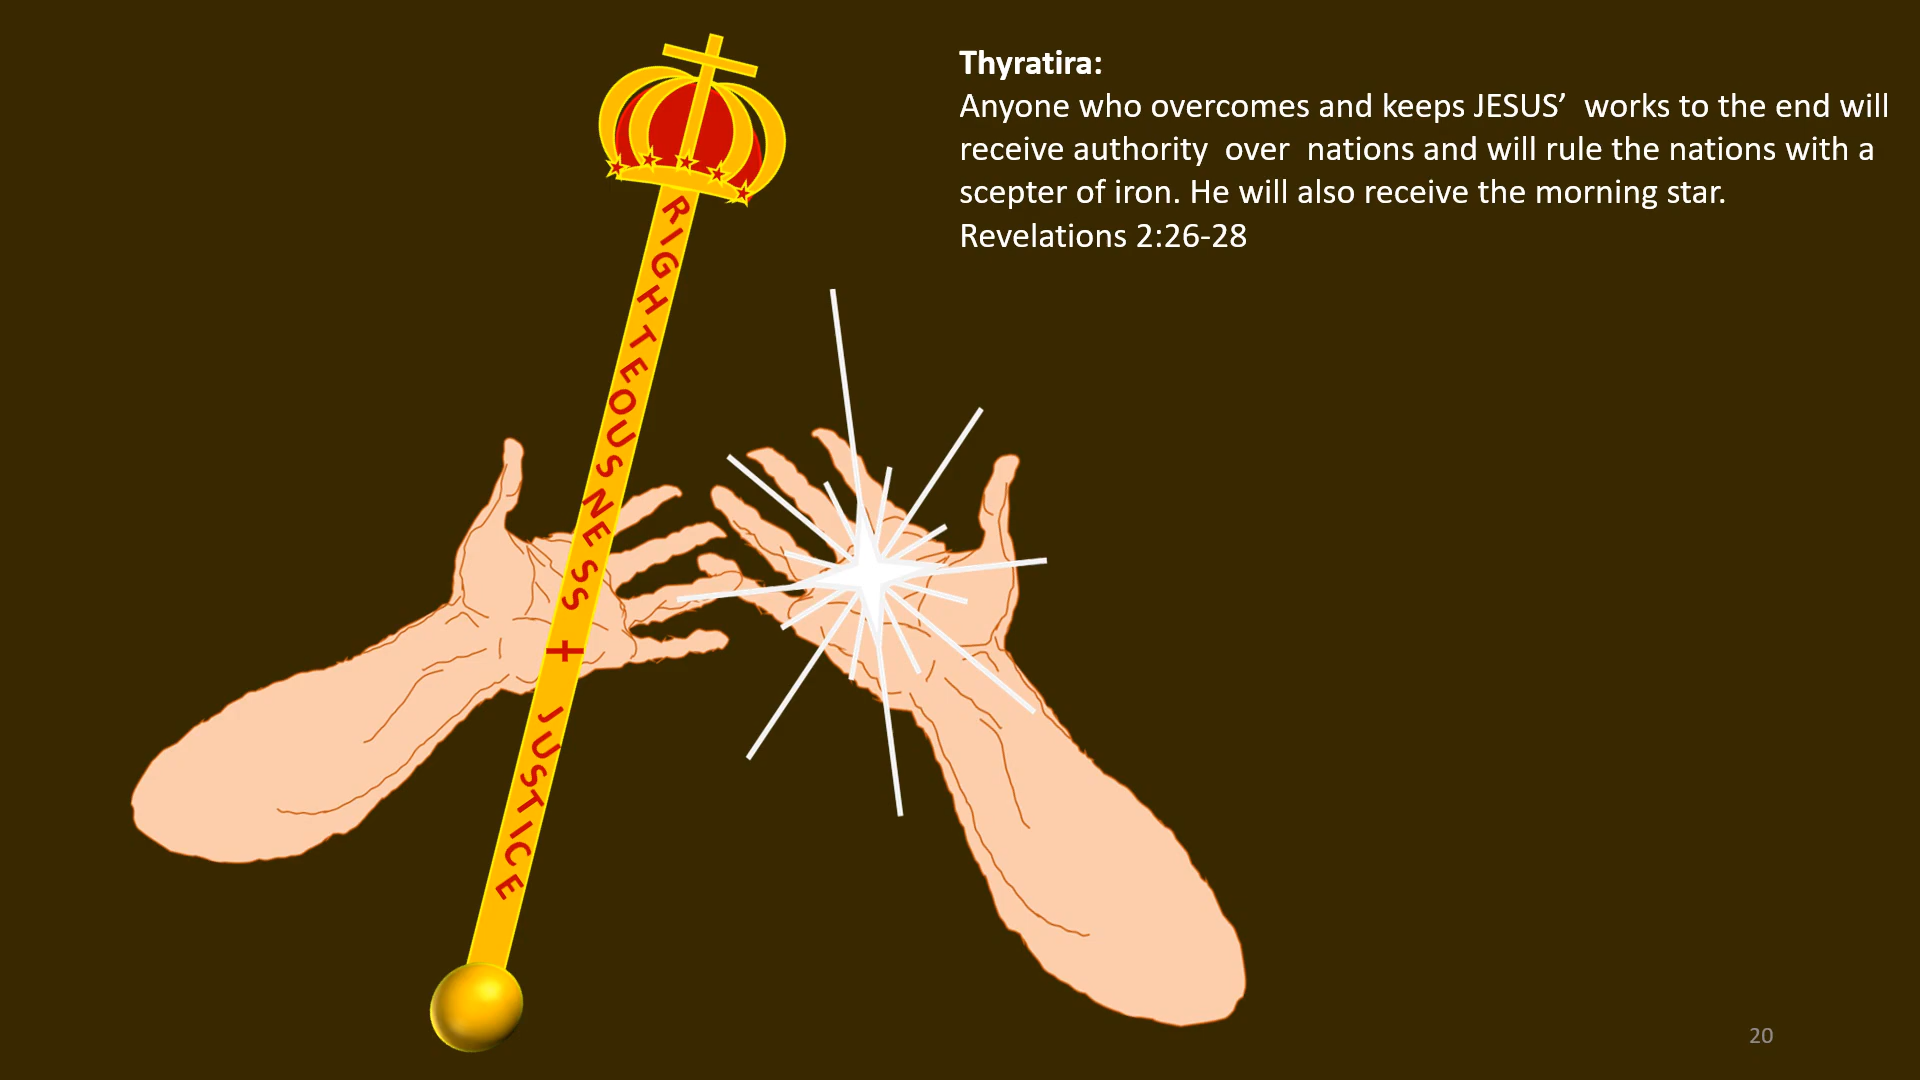 Thyratira:
Anyone who overcomes and keeps JESUS’  works to the end will
receive authority  over  nations and will rule the nations with a
scepter of iron. He will also receive the morning star.
Revelations 2:26-28
RIGHTEOUSNESS + JUSTICE
20